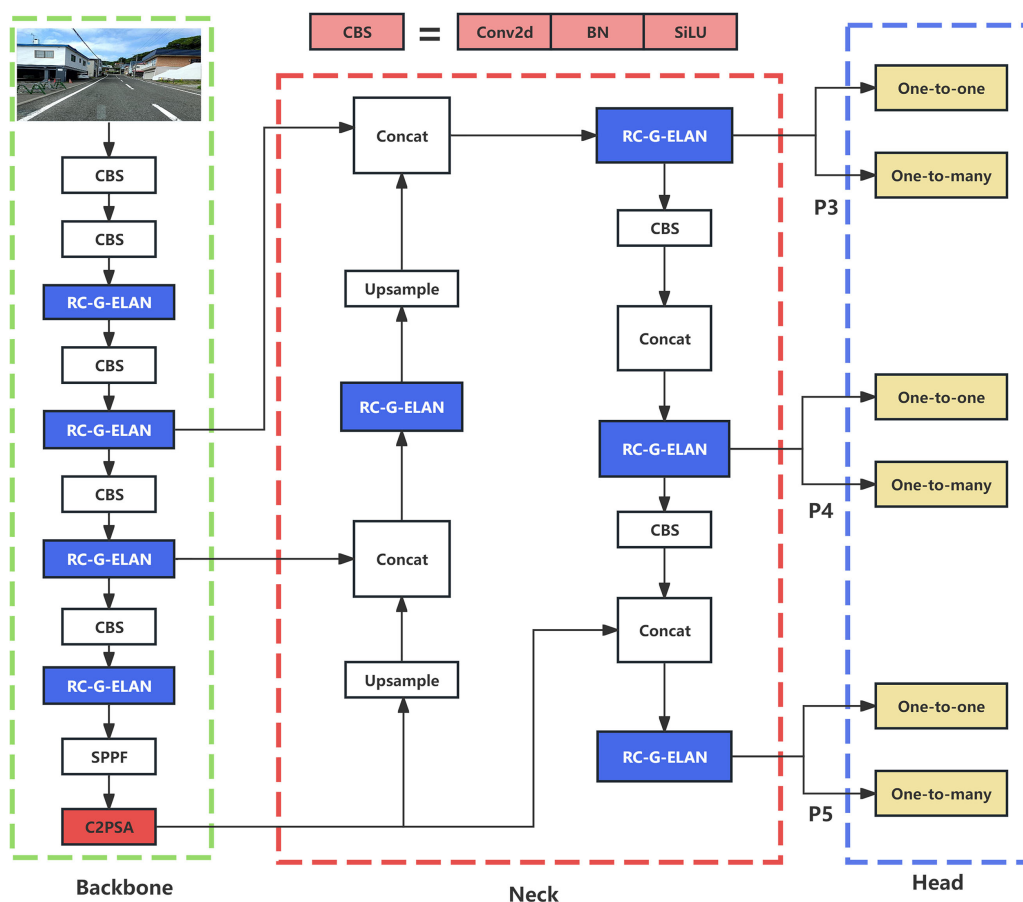 CBS = Conv2d BN SiLU
CBS
CBS
RC-G-ELAN
CBS
RC-G-ELAN
CBS
RC-G-ELAN
CBS
RC-G-ELAN
SPPF
C2PSA
Backbone
Concat
Upsample
RC-G-ELAN
Concat
Upsample
RC-G-ELAN
CBS
Concat
RC-G-ELAN
CBS
Concat
RC-G-ELAN
Neck
One-to-one
One-to-many
P3
One-to-one
One-to-many
P4
One-to-one
One-to-many
P5
Head